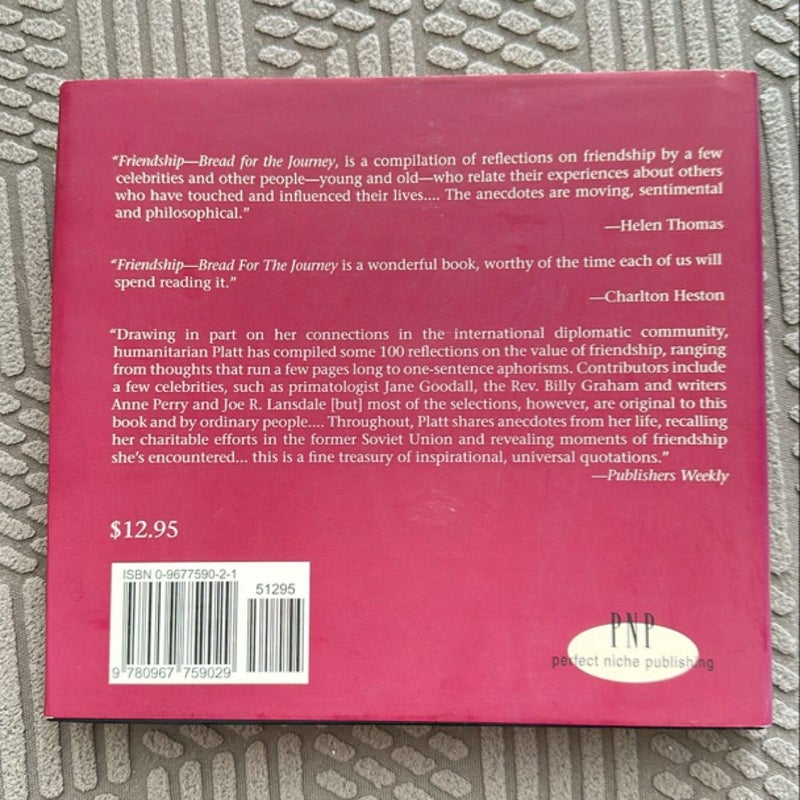 "Friendship—Bread for the Journey, is a compilation of reflections on friendship by a few
celebrities and other people—young and old—who relate their experiences about others
who have touched and influenced their lives.... The anecdotes are moving, sentimental
and philosophical."
—Helen Thomas
"Friendship—Bread For The Journey is a wonderful book, worthy of the time each of us will
spend reading it."
—Charlton Heston
"Drawing in part on her connections in the international diplomatic community,
humanitarian Platt has compiled some 100 reflections on the value of friendship, ranging
from thoughts that run a few pages long to one-sentence aphorisms. Contributors include
a few celebrities, such as primatologist Jane Goodall, the Rev. Billy Graham and writers
Anne Perry and Joe R. Lansdale [but] most of the selections, however, are original to this
book and by ordinary people.... Throughout, Platt shares anecdotes from her life, recalling
her charitable efforts in the former Soviet Union and revealing moments of friendship
she's encountered... this is a fine treasury of inspirational, universal quotations."
—Publishers Weekly
$12.95
ISBN 0-9677590-2-1
51295
9 780967 759029
PNP
perfect niche publishing